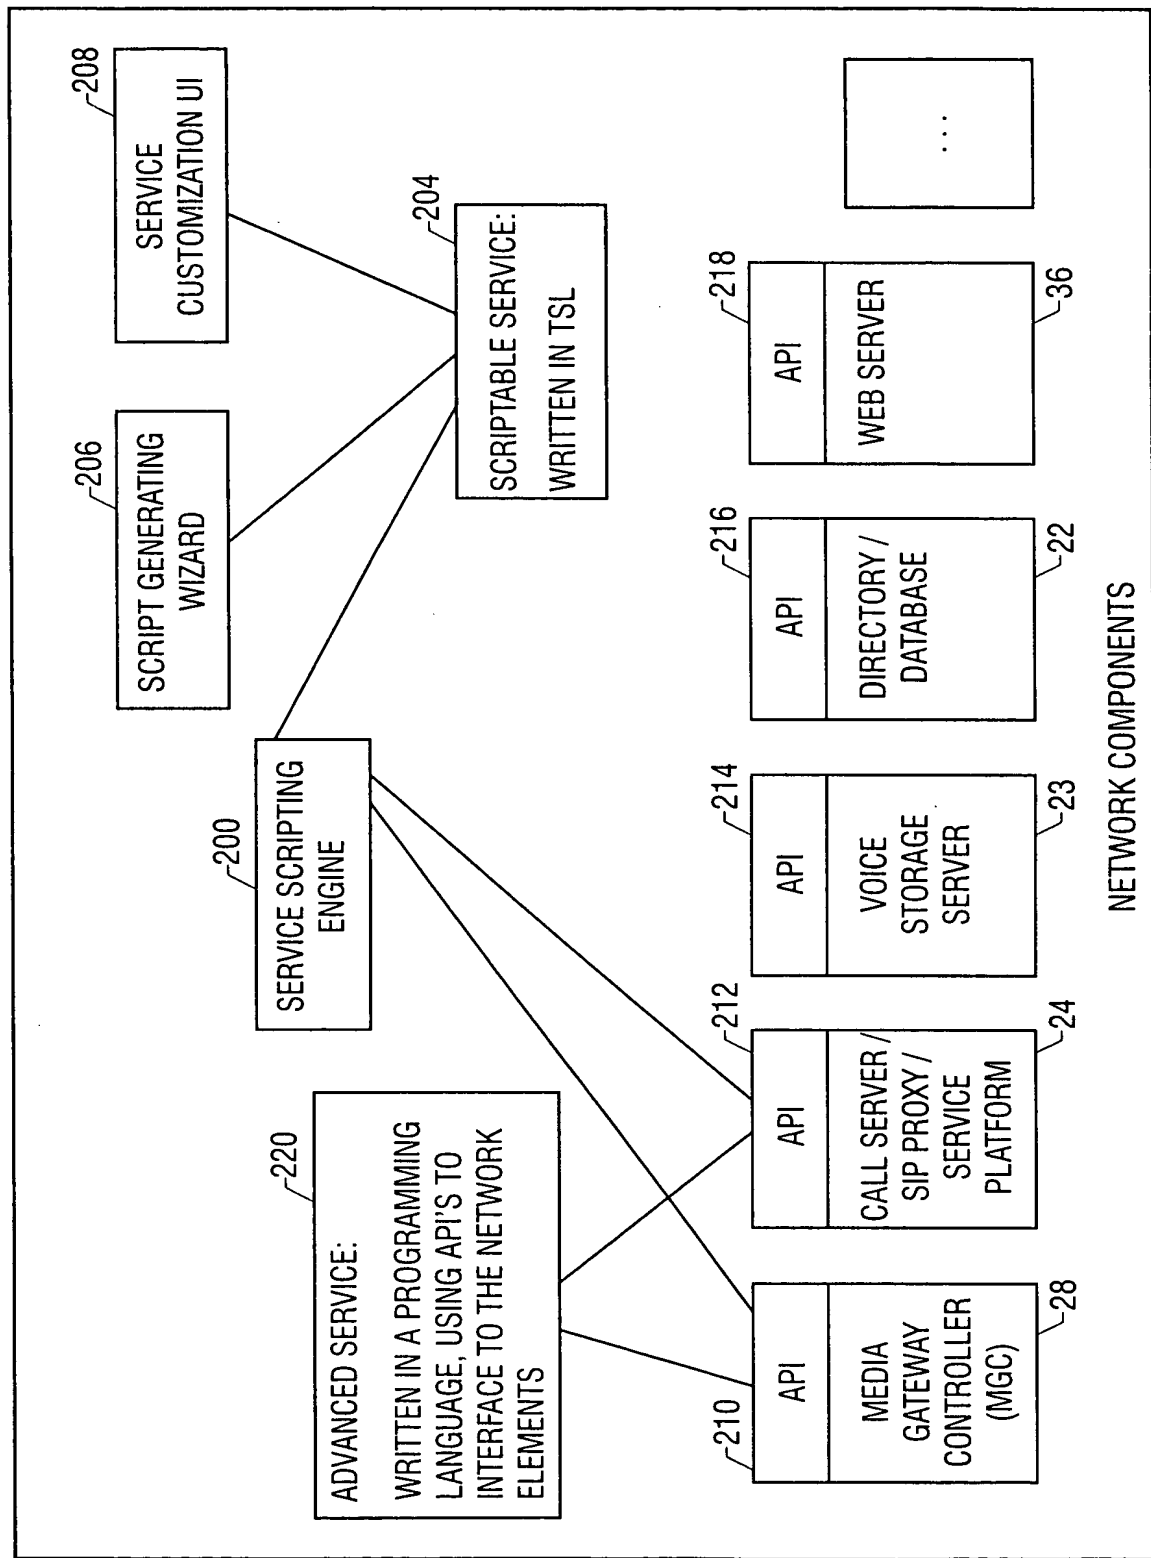 208
SERVICE
CUSTOMIZATION UI
206
SCRIPT GENERATING
WIZARD
200
SERVICE SCRIPTING
ENGINE
204
SCRIPTABLE SERVICE:
WRITTEN IN TSL
220
ADVANCED SERVICE:
WRITTEN IN A PROGRAMMING
LANGUAGE, USING API'S TO
INTERFACE TO THE NETWORK
ELEMENTS
210
API
MEDIA
GATEWAY
CONTROLLER
(MGC)
28
212
API
CALL SERVER /
SIP PROXY /
SERVICE
PLATFORM
24
214
API
VOICE
STORAGE
SERVER
23
216
API
DIRECTORY /
DATABASE
22
218
API
WEB SERVER
36
...
NETWORK COMPONENTS